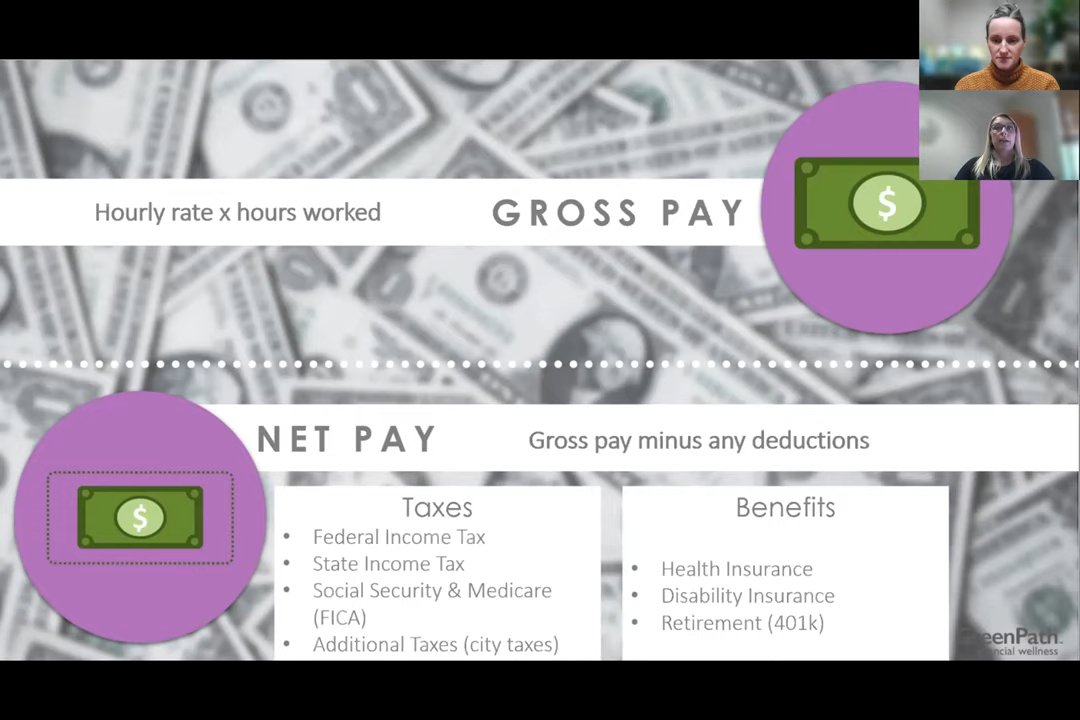 Hourly rate x hours worked
GROSS PAY
$
NET PAY
Gross pay minus any deductions
$
Taxes
• Federal Income Tax
• State Income Tax
• Social Security & Medicare
(FICA)
• Additional Taxes (city taxes)
Benefits
• Health Insurance
• Disability Insurance
• Retirement (401k)
GreenPath
financial wellness